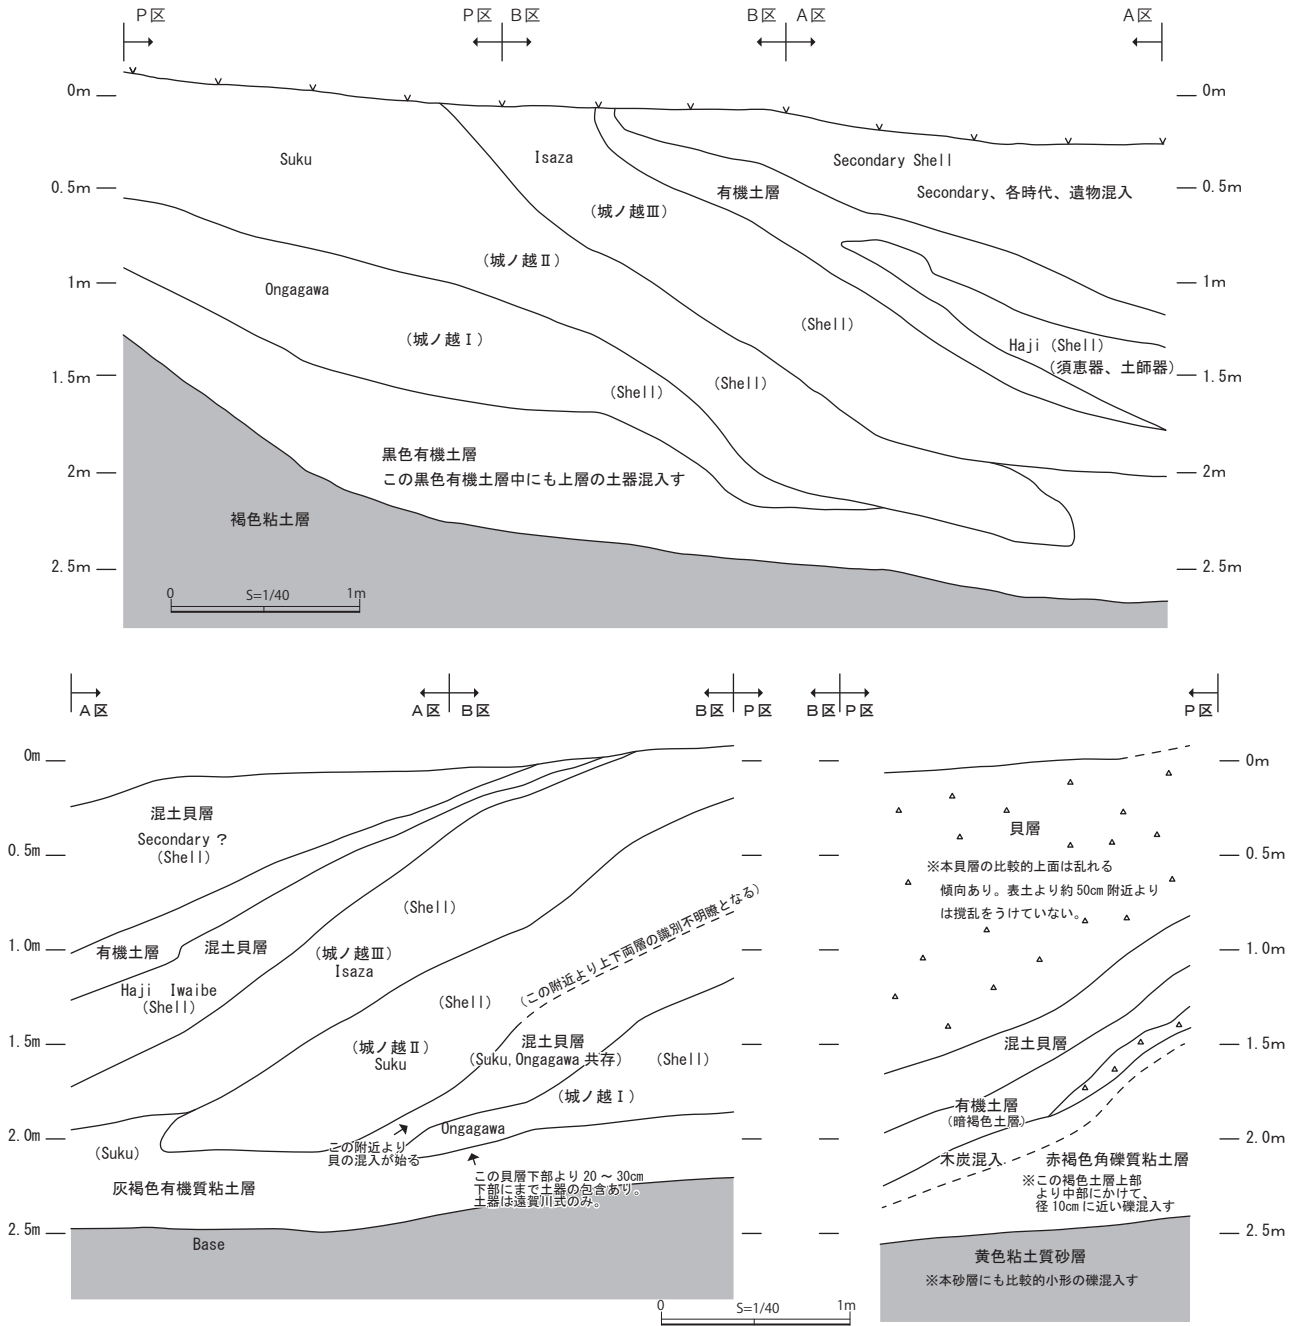 P区
P区 B区
B区 A区
A区
0m
0m
Suku
Isaza
Secondary Shell
0.5m
有機土層
Secondary、各時代、遺物混入
0.5m
(城ノ越Ⅲ)
(城ノ越Ⅱ)
1m
Ongagawa
1m
(城ノ越Ⅰ)
(Shell)
Haji (Shell)
(須恵器、土師器)
1.5m
(Shell)
(Shell)
1.5m
黒色有機土層
2m
この黒色有機土層中にも上層の土器混入す
2m
褐色粘土層
2.5m
2.5m
0 S=1/40 1m
A区
A区 B区
B区 P区
B区 P区
P区
0m
0m
混土貝層
Secondary ?
(Shell)
0.5m
貝層
※本貝層の比較的上面は乱れる
傾向あり。表土より約50cm附近より
は撹乱をうけていない。
0.5m
(Shell)
(この附近より上下両層の識別不明瞭となる)
1.0m
有機土層
混土貝層
(城ノ越Ⅲ)
Isaza
1.0m
Haji Iwaibe
(Shell)
(Shell)
1.5m
(城ノ越Ⅱ)
Suku
混土貝層
(Suku,Ongagawa共存)
(Shell)
混土貝層
1.5m
(城ノ越Ⅰ)
有機土層
(暗褐色土層)
2.0m
(Suku)
この附近より
貝の混入が始る
Ongagawa
2.0m
木炭混入
赤褐色角礫質粘土層
灰褐色有機質粘土層
この貝層下部より20～30cm
下部にまで土器の包含あり。
土器は遠賀川式のみ。
※この褐色土層上部
より中部にかけて、
径10cmに近い礫混入す
2.5m
Base
2.5m
黄色粘土質砂層
※本砂層にも比較的小形の礫混入す
0 S=1/40 1m